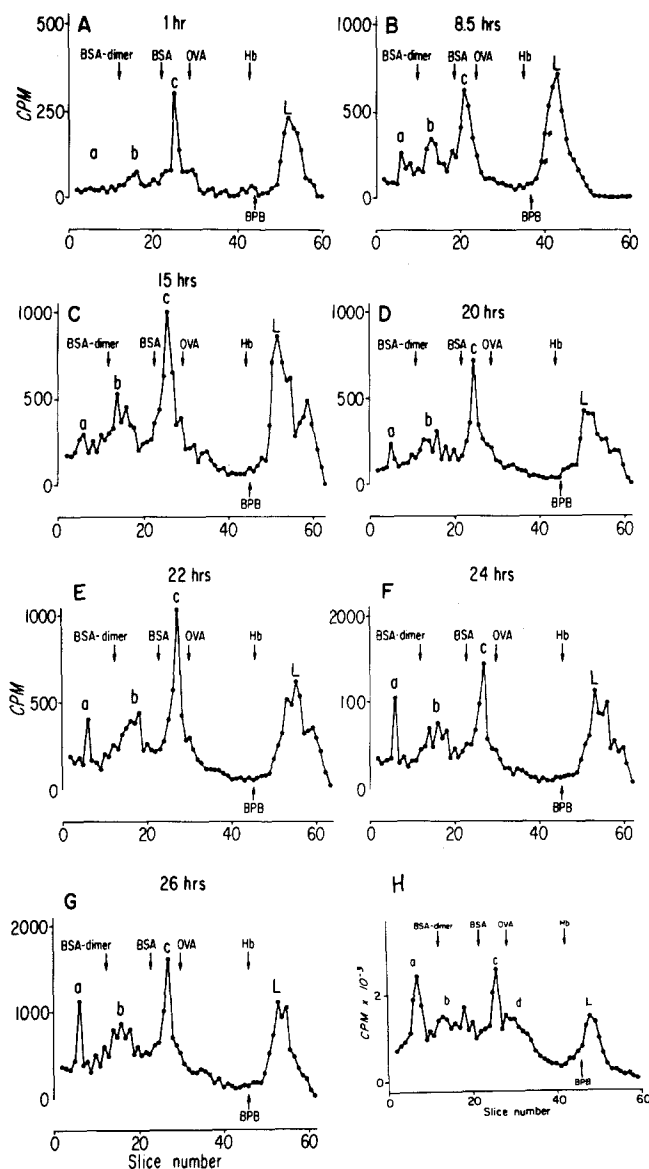 A 1 hr
500
250
0
CPM
BSA-dimer BSA OVA Hb
a b c L
BPB
0 20 40 60
B 8.5 hrs
1000
500
0
BSA-dimer BSA OVA Hb
a b c L
BPB
0 20 40 60
C 15 hrs
1000
500
0
BSA-dimer BSA OVA Hb
a b c L
BPB
0 20 40 60
D 20 hrs
1000
500
0
BSA-dimer BSA OVA Hb
a b c L
BPB
0 20 40 60
E 22 hrs
1000
500
0
CPM
BSA-dimer BSA OVA Hb
a b c L
BPB
0 20 40 60
F 24 hrs
2000
100
0
BSA-dimer BSA OVA Hb
a b c L
BPB
0 20 40 60
G 26 hrs
2000
1000
0
BSA-dimer BSA OVA Hb
a b c L
BPB
0 20 40 60
Slice number
H
2
0
CPM x 10⁻³
BSA-dimer BSA OVA Hb
a b c d L
BPB
0 20 40 60
Slice number